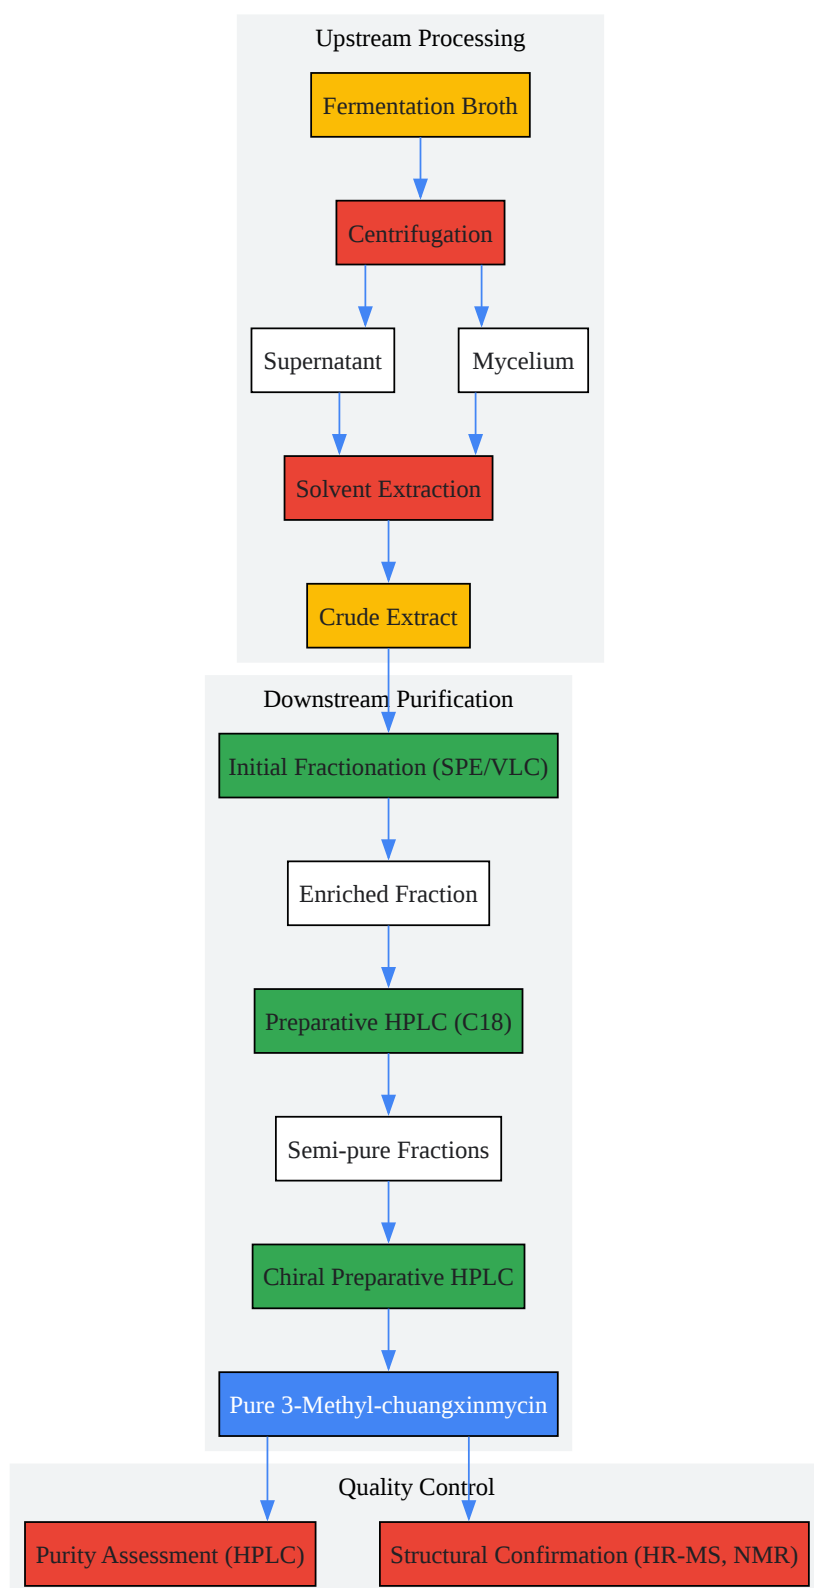 Upstream Processing
Fermentation Broth
Centrifugation
Supernatant
Mycelium
Solvent Extraction
Crude Extract
Downstream Purification
Initial Fractionation (SPE/VLC)
Enriched Fraction
Preparative HPLC (C18)
Semi-pure Fractions
Chiral Preparative HPLC
Pure 3-Methyl-chuangxinmycin
Quality Control
Purity Assessment (HPLC)
Structural Confirmation (HR-MS, NMR)